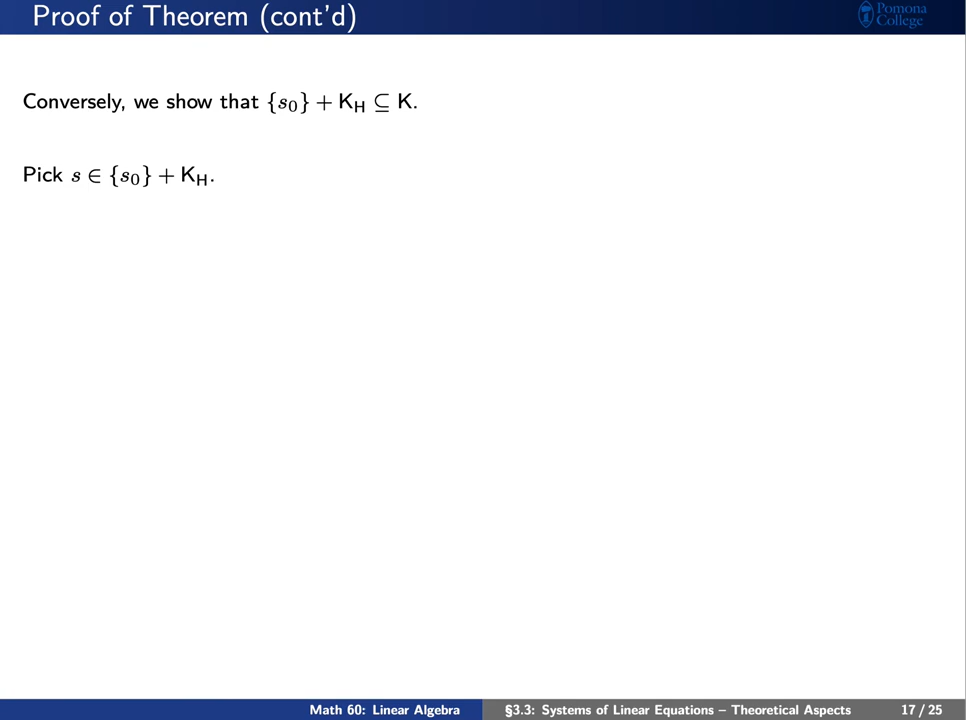 Proof of Theorem (cont'd)
Pomona
College
Conversely, we show that {s₀} + K_H ⊆ K.
Pick s ∈ {s₀} + K_H.
Math 60: Linear Algebra
§3.3: Systems of Linear Equations – Theoretical Aspects
17 / 25